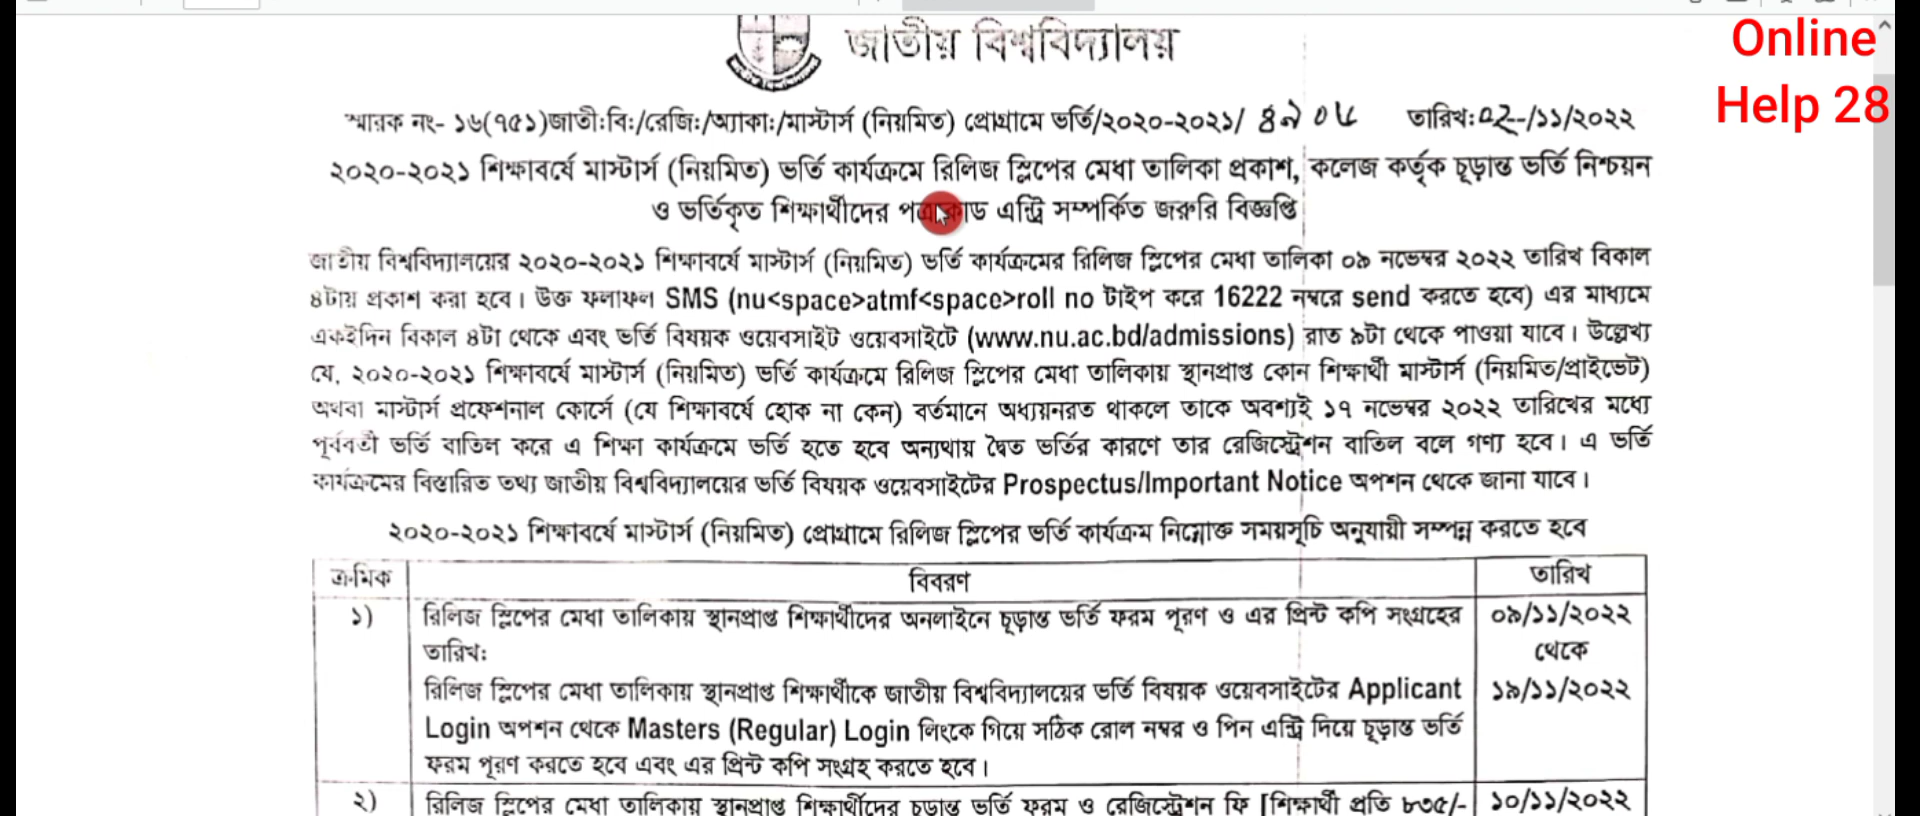 জাতীয় বিশ্ববিদ্যালয়
Online
Help 28
স্মারক নং- ১৬(৭৫১)জাতী:বি:/রেজি:/অ্যাকা:/মাস্টার্স (নিয়মিত) প্রোগ্রামে ভর্তি/২০২০-২০২১/ তারিখ:০২-/১১/২০২২
২০২০-২০২১ শিক্ষাবর্ষে মাস্টার্স (নিয়মিত) ভর্তি কার্যক্রমে রিলিজ স্লিপের মেধা তালিকা প্রকাশ, কলেজ কর্তৃক চূড়ান্ত ভর্তি নিশ্চয়ন
ও ভর্তিকৃত শিক্ষার্থীদের এন্ট্রি সম্পর্কিত জরুরি বিজ্ঞপ্তি
জাতীয় বিশ্ববিদ্যালয়ের ২০২০-২০২১ শিক্ষাবর্ষে মাস্টার্স (নিয়মিত) ভর্তি কার্যক্রমের রিলিজ স্লিপের মেধা তালিকা ০৯ নভেম্বর ২০২২ তারিখ বিকাল
৪টায় প্রকাশ করা হবে। উক্ত ফলাফল SMS (nu<space>atmf<space>roll no টাইপ করে 16222 নম্বরে send করতে হবে) এর মাধ্যমে
একইদিন বিকাল ৪টা থেকে এবং ভর্তি বিষয়ক ওয়েবসাইট ওয়েবসাইটে (www.nu.ac.bd/admissions) রাত ৯টা থেকে পাওয়া যাবে। উল্লেখ্য
যে, ২০২০-২০২১ শিক্ষাবর্ষে মাস্টার্স (নিয়মিত) ভর্তি কার্যক্রমে রিলিজ স্লিপের মেধা তালিকায় স্থানপ্রাপ্ত কোন শিক্ষার্থী মাস্টার্স (নিয়মিত/প্রাইভেট)
অথবা মাস্টার্স প্রফেশনাল কোর্সে (যে শিক্ষাবর্ষে হোক না কেন) বর্তমানে অধ্যয়নরত থাকলে তাকে অবশ্যই ১৭ নভেম্বর ২০২২ তারিখের মধ্যে
পূর্ববর্তী ভর্তি বাতিল করে এ শিক্ষা কার্যক্রমে ভর্তি হতে হবে অন্যথায় দ্বৈত ভর্তির কারণে তার রেজিস্ট্রেশন বাতিল বলে গণ্য হবে। এ ভর্তি
কার্যক্রমের বিস্তারিত তথ্য জাতীয় বিশ্ববিদ্যালয়ের ভর্তি বিষয়ক ওয়েবসাইটের Prospectus/Important Notice অপশন থেকে জানা যাবে।
২০২০-২০২১ শিক্ষাবর্ষে মাস্টার্স (নিয়মিত) প্রোগ্রামে রিলিজ স্লিপের ভর্তি কার্যক্রম নিম্নোক্ত সময়সূচি অনুযায়ী সম্পন্ন করতে হবে
ক্রমিক বিবরণ তারিখ
১) রিলিজ স্লিপের মেধা তালিকায় স্থানপ্রাপ্ত শিক্ষার্থীদের অনলাইনে চূড়ান্ত ভর্তি ফরম পূরণ ও এর প্রিন্ট কপি সংগ্রহের ০৯/১১/২০২২
তারিখ: থেকে
রিলিজ স্লিপের মেধা তালিকায় স্থানপ্রাপ্ত শিক্ষার্থীকে জাতীয় বিশ্ববিদ্যালয়ের ভর্তি বিষয়ক ওয়েবসাইটের Applicant ১৯/১১/২০২২
Login অপশন থেকে Masters (Regular) Login লিংকে গিয়ে সঠিক রোল নম্বর ও পিন এন্ট্রি দিয়ে চূড়ান্ত ভর্তি
ফরম পূরণ করতে হবে এবং এর প্রিন্ট কপি সংগ্রহ করতে হবে।
২) রিলিজ স্লিপের মেধা তালিকায় স্থানপ্রাপ্ত শিক্ষার্থীদের চূড়ান্ত ভর্তি ফরম ও রেজিস্ট্রেশন ফি [শিক্ষার্থী প্রতি ৮৩৫/- ১০/১১/২০২২